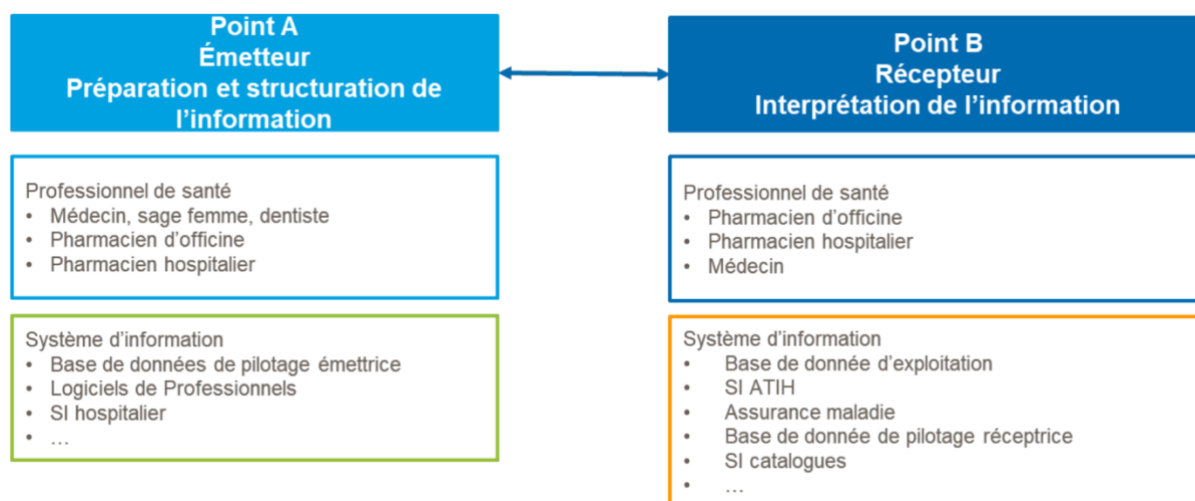 Point A
Émetteur
Préparation et structuration de
l'information
Point B
Récepteur
Interprétation de l'information
Professionnel de santé
• Médecin, sage femme, dentiste
• Pharmacien d'officine
• Pharmacien hospitalier
Professionnel de santé
• Pharmacien d'officine
• Pharmacien hospitalier
• Médecin
Système d'information
• Base de données de pilotage émettrice
• Logiciels de Professionnels
• SI hospitalier
• …
Système d'information
• Base de donnée d'exploitation
• SI ATIH
• Assurance maladie
• Base de donnée de pilotage réceptrice
• SI catalogues
• …